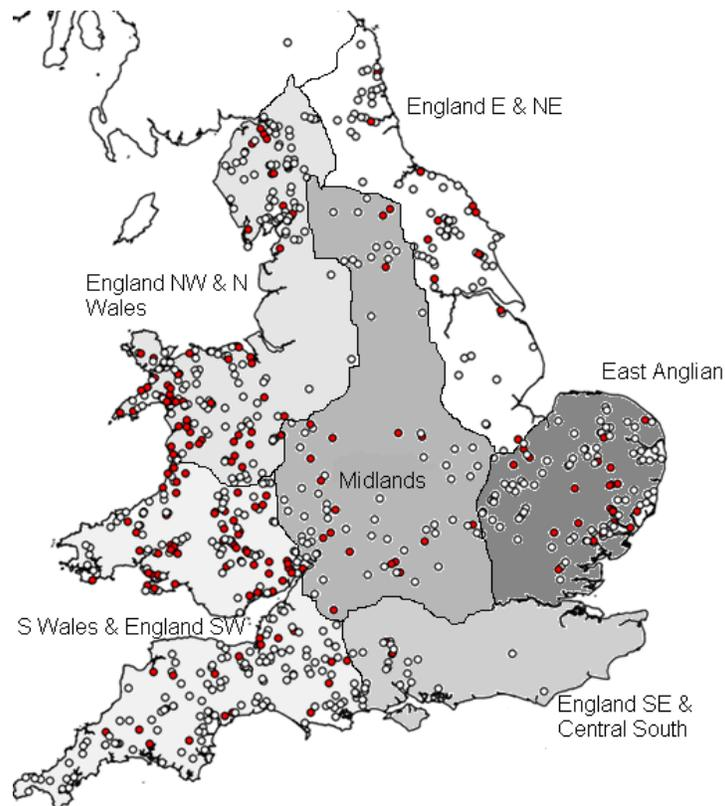 England E & NE
England NW & N
Wales
East Anglian
Midlands
S Wales & England SW
England SE &
Central South